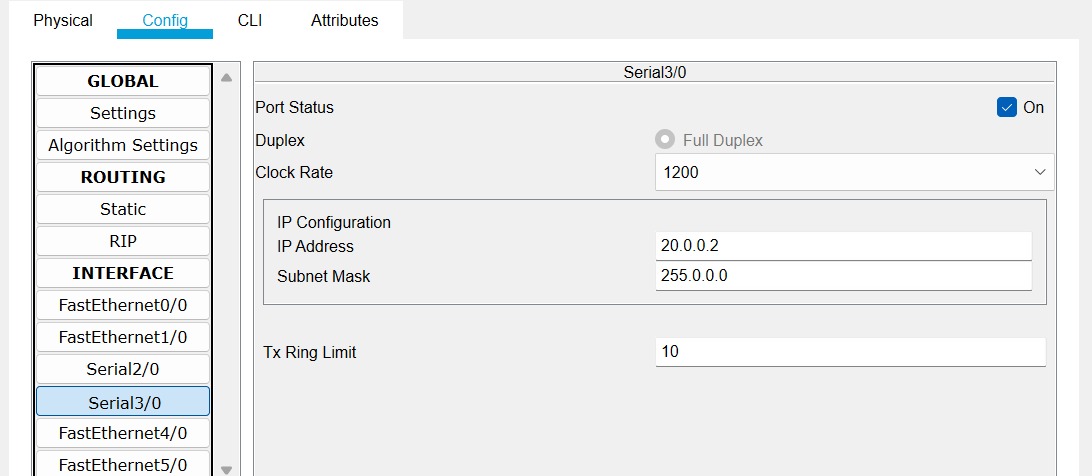 Physical Config CLI Attributes
GLOBAL
Settings
Algorithm Settings
ROUTING
Static
RIP
INTERFACE
FastEthernet0/0
FastEthernet1/0
Serial2/0
Serial3/0
FastEthernet4/0
FastEthernet5/0
Serial3/0
Port Status On
Duplex Full Duplex
Clock Rate 1200
IP Configuration
IP Address 20.0.0.2
Subnet Mask 255.0.0.0
Tx Ring Limit 10